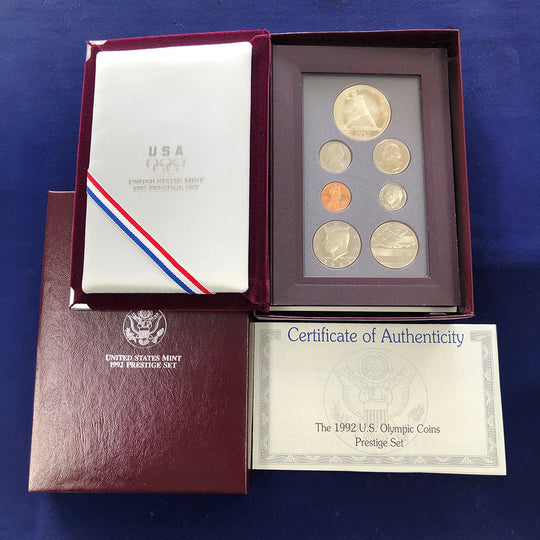 USA
UNITED STATES MINT
1992 PRESTIGE SET
1992
UNITED STATES MINT
1992 PRESTIGE SET
Certificate of Authenticity
The 1992 U.S. Olympic Coins
Prestige Set